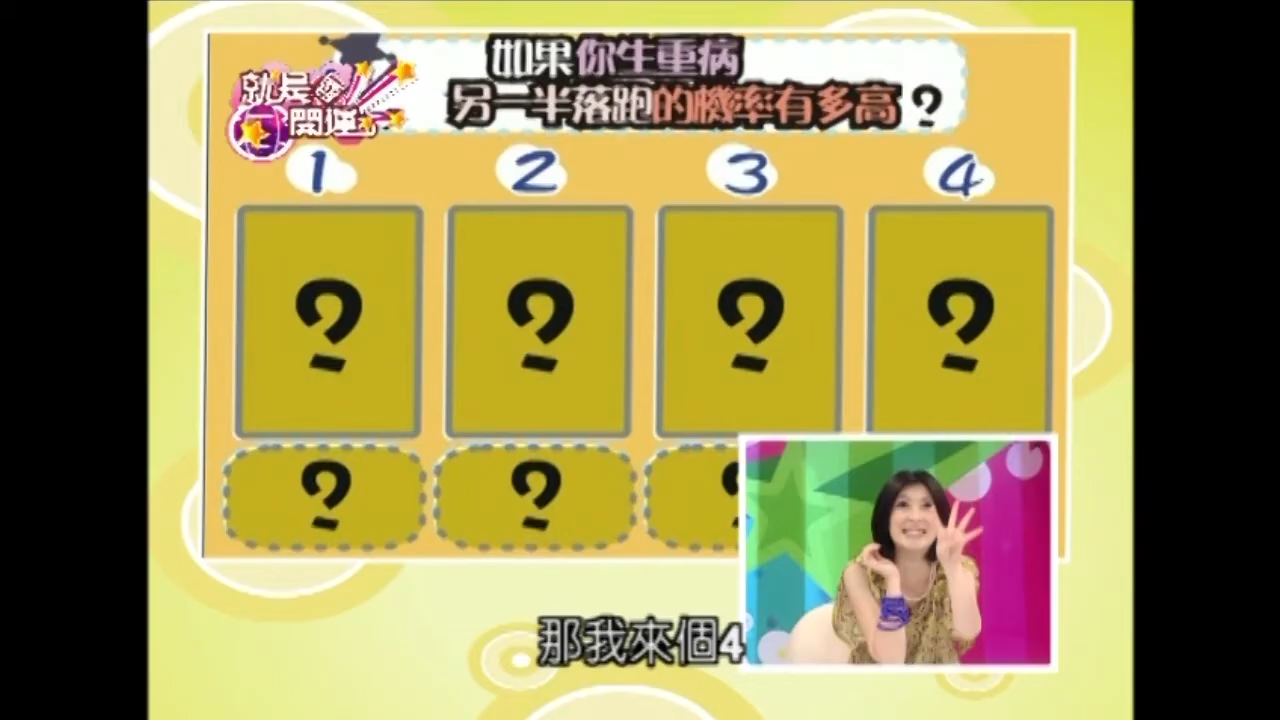 如果你生重病
另一半落跑的機率有多高?
就是
開運
1 2 3 4
? ? ? ?
? ? ?
那我來個4